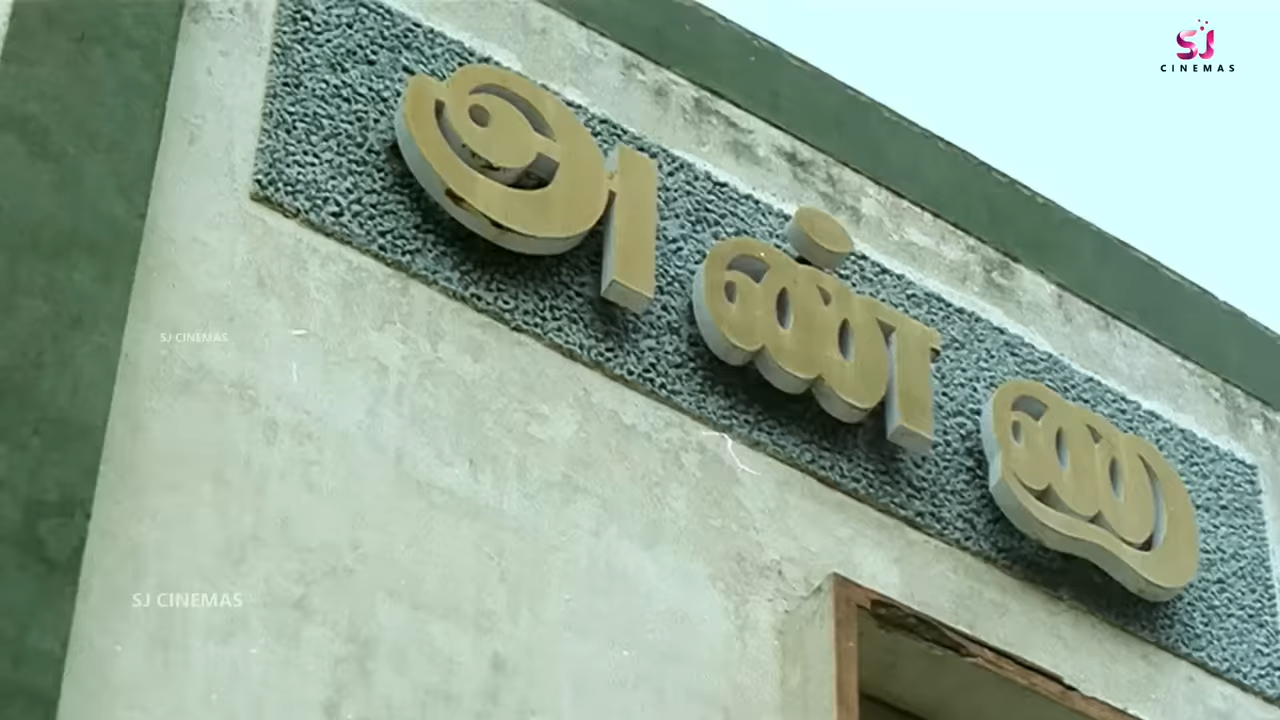 SJ
CINEMAS
அண்ணா
SJ CINEMAS
SJ CINEMAS